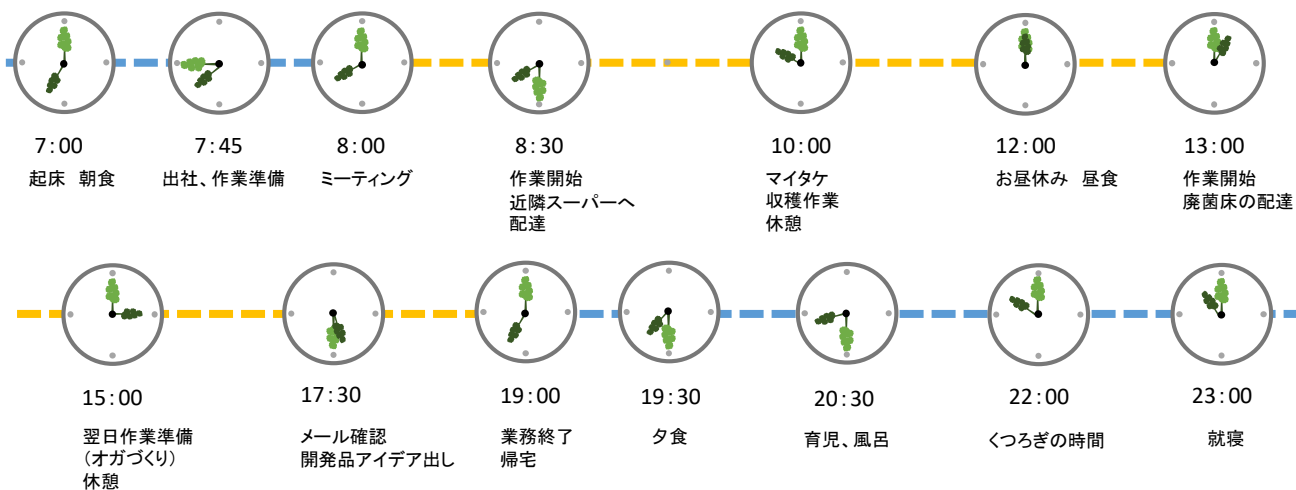 7:00
起床　朝食
7:45
出社、作業準備
8:00
ミーティング
8:30
作業開始
近隣スーパーへ
配達
10:00
マイタケ
収穫作業
休憩
12:00
お昼休み　昼食
13:00
作業開始
廃菌床の配達
15:00
翌日作業準備
(オガづくり)
休憩
17:30
メール確認
開発品アイデア出し
19:00
業務終了
帰宅
19:30
夕食
20:30
育児、風呂
22:00
くつろぎの時間
23:00
就寝